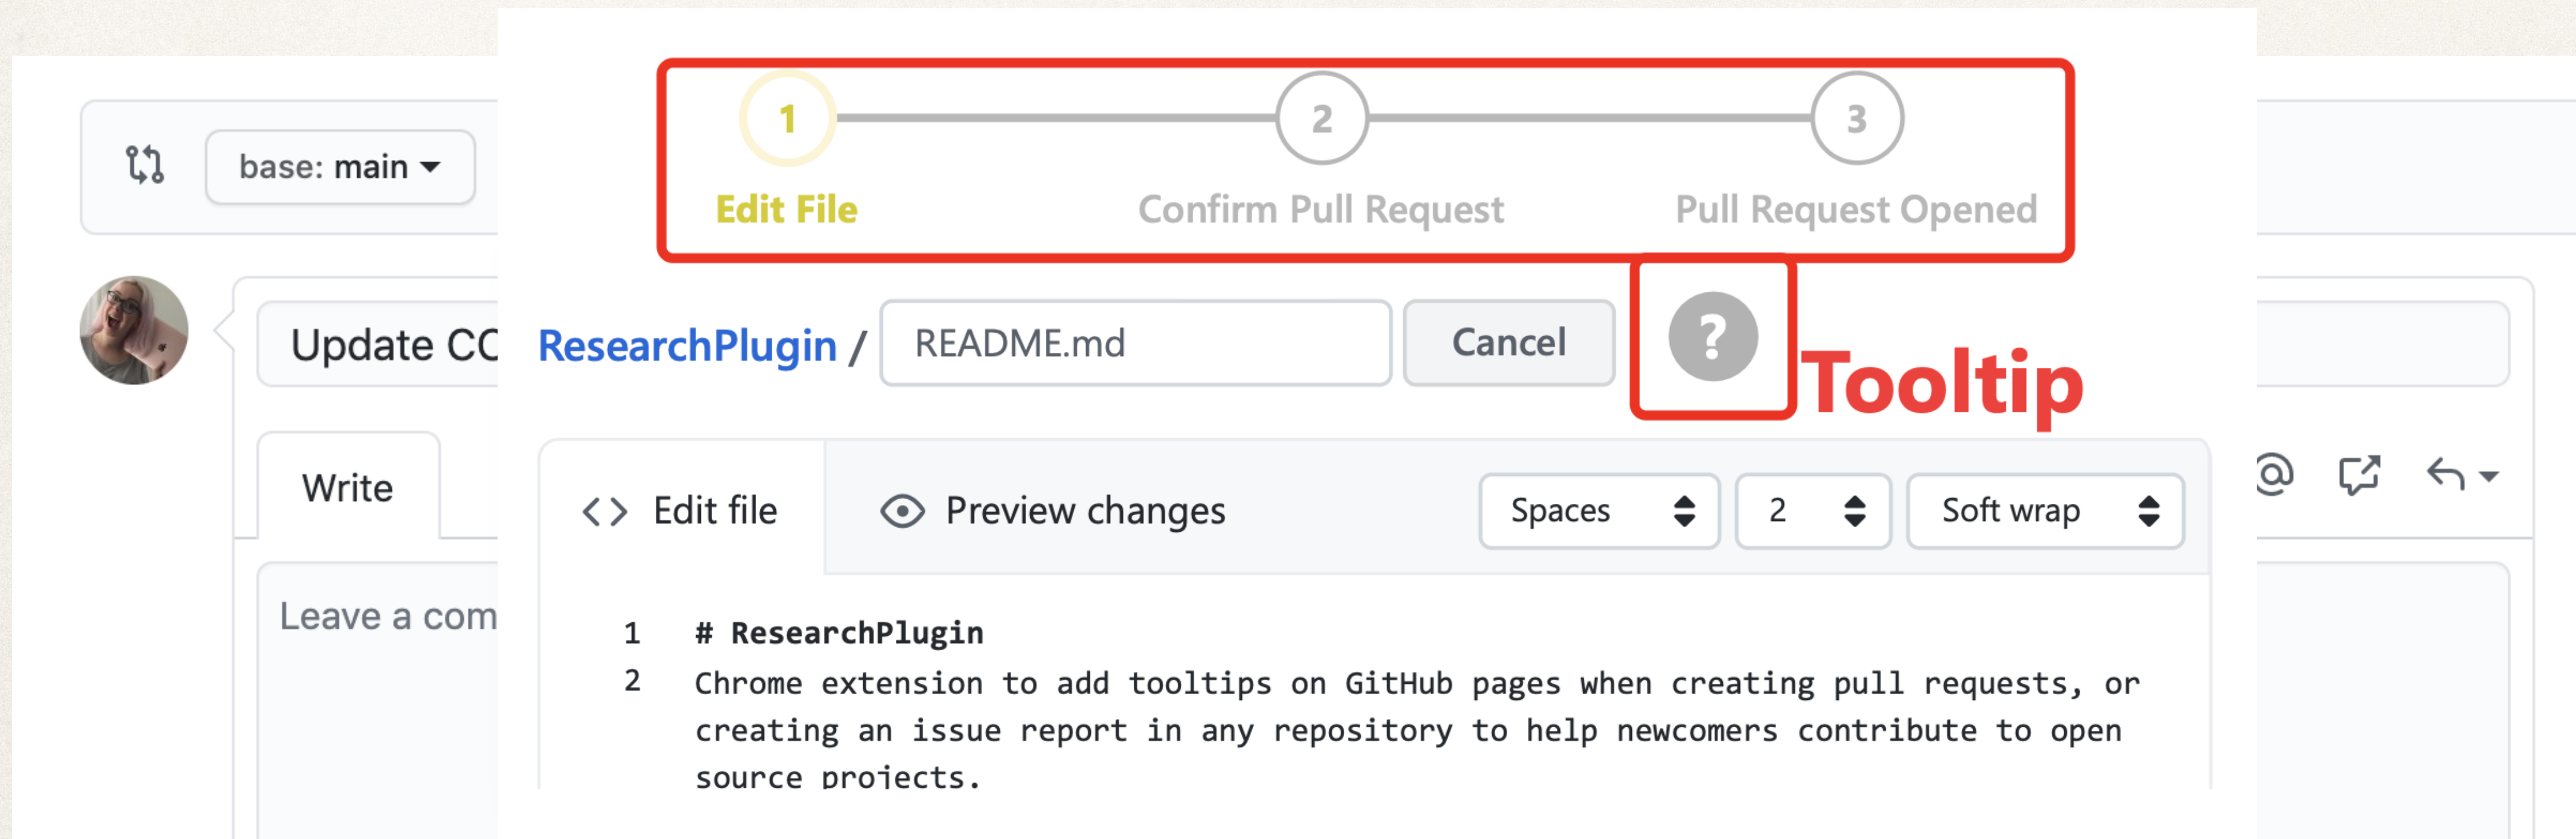 1
2
3
Edit File
Confirm Pull Request
Pull Request Opened
base: main
ResearchPlugin / README.md
Cancel
?
Tooltip
Update
Write
Edit file
Preview changes
Spaces
2
Soft wrap
@
Leave a
1 # ResearchPlugin
2 Chrome extension to add tooltips on GitHub pages when creating pull requests, or
creating an issue report in any repository to help newcomers contribute to open
source projects.